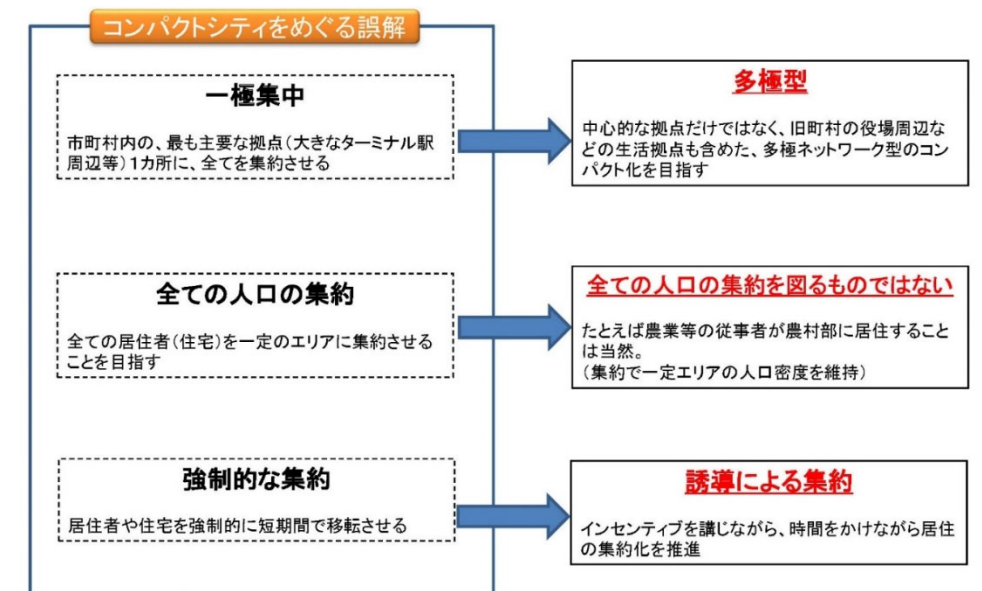 コンパクトシティをめぐる誤解
一極集中
市町村内の、最も主要な拠点（大きなターミナル駅
周辺等）１カ所に、全てを集約させる
多極型
中心的な拠点だけではなく、旧町村の役場周辺な
どの生活拠点も含めた、多極ネットワーク型のコン
パクト化を目指す
全ての人口の集約
全ての居住者（住宅）を一定のエリアに集約させる
ことを目指す
全ての人口の集約を図るものではない
たとえば農業等の従事者が農村部に居住すること
は当然。
（集約で一定エリアの人口密度を維持）
強制的な集約
居住者や住宅を強制的に短期間で移転させる
誘導による集約
インセンティブを講じながら、時間をかけながら居住
の集約化を推進